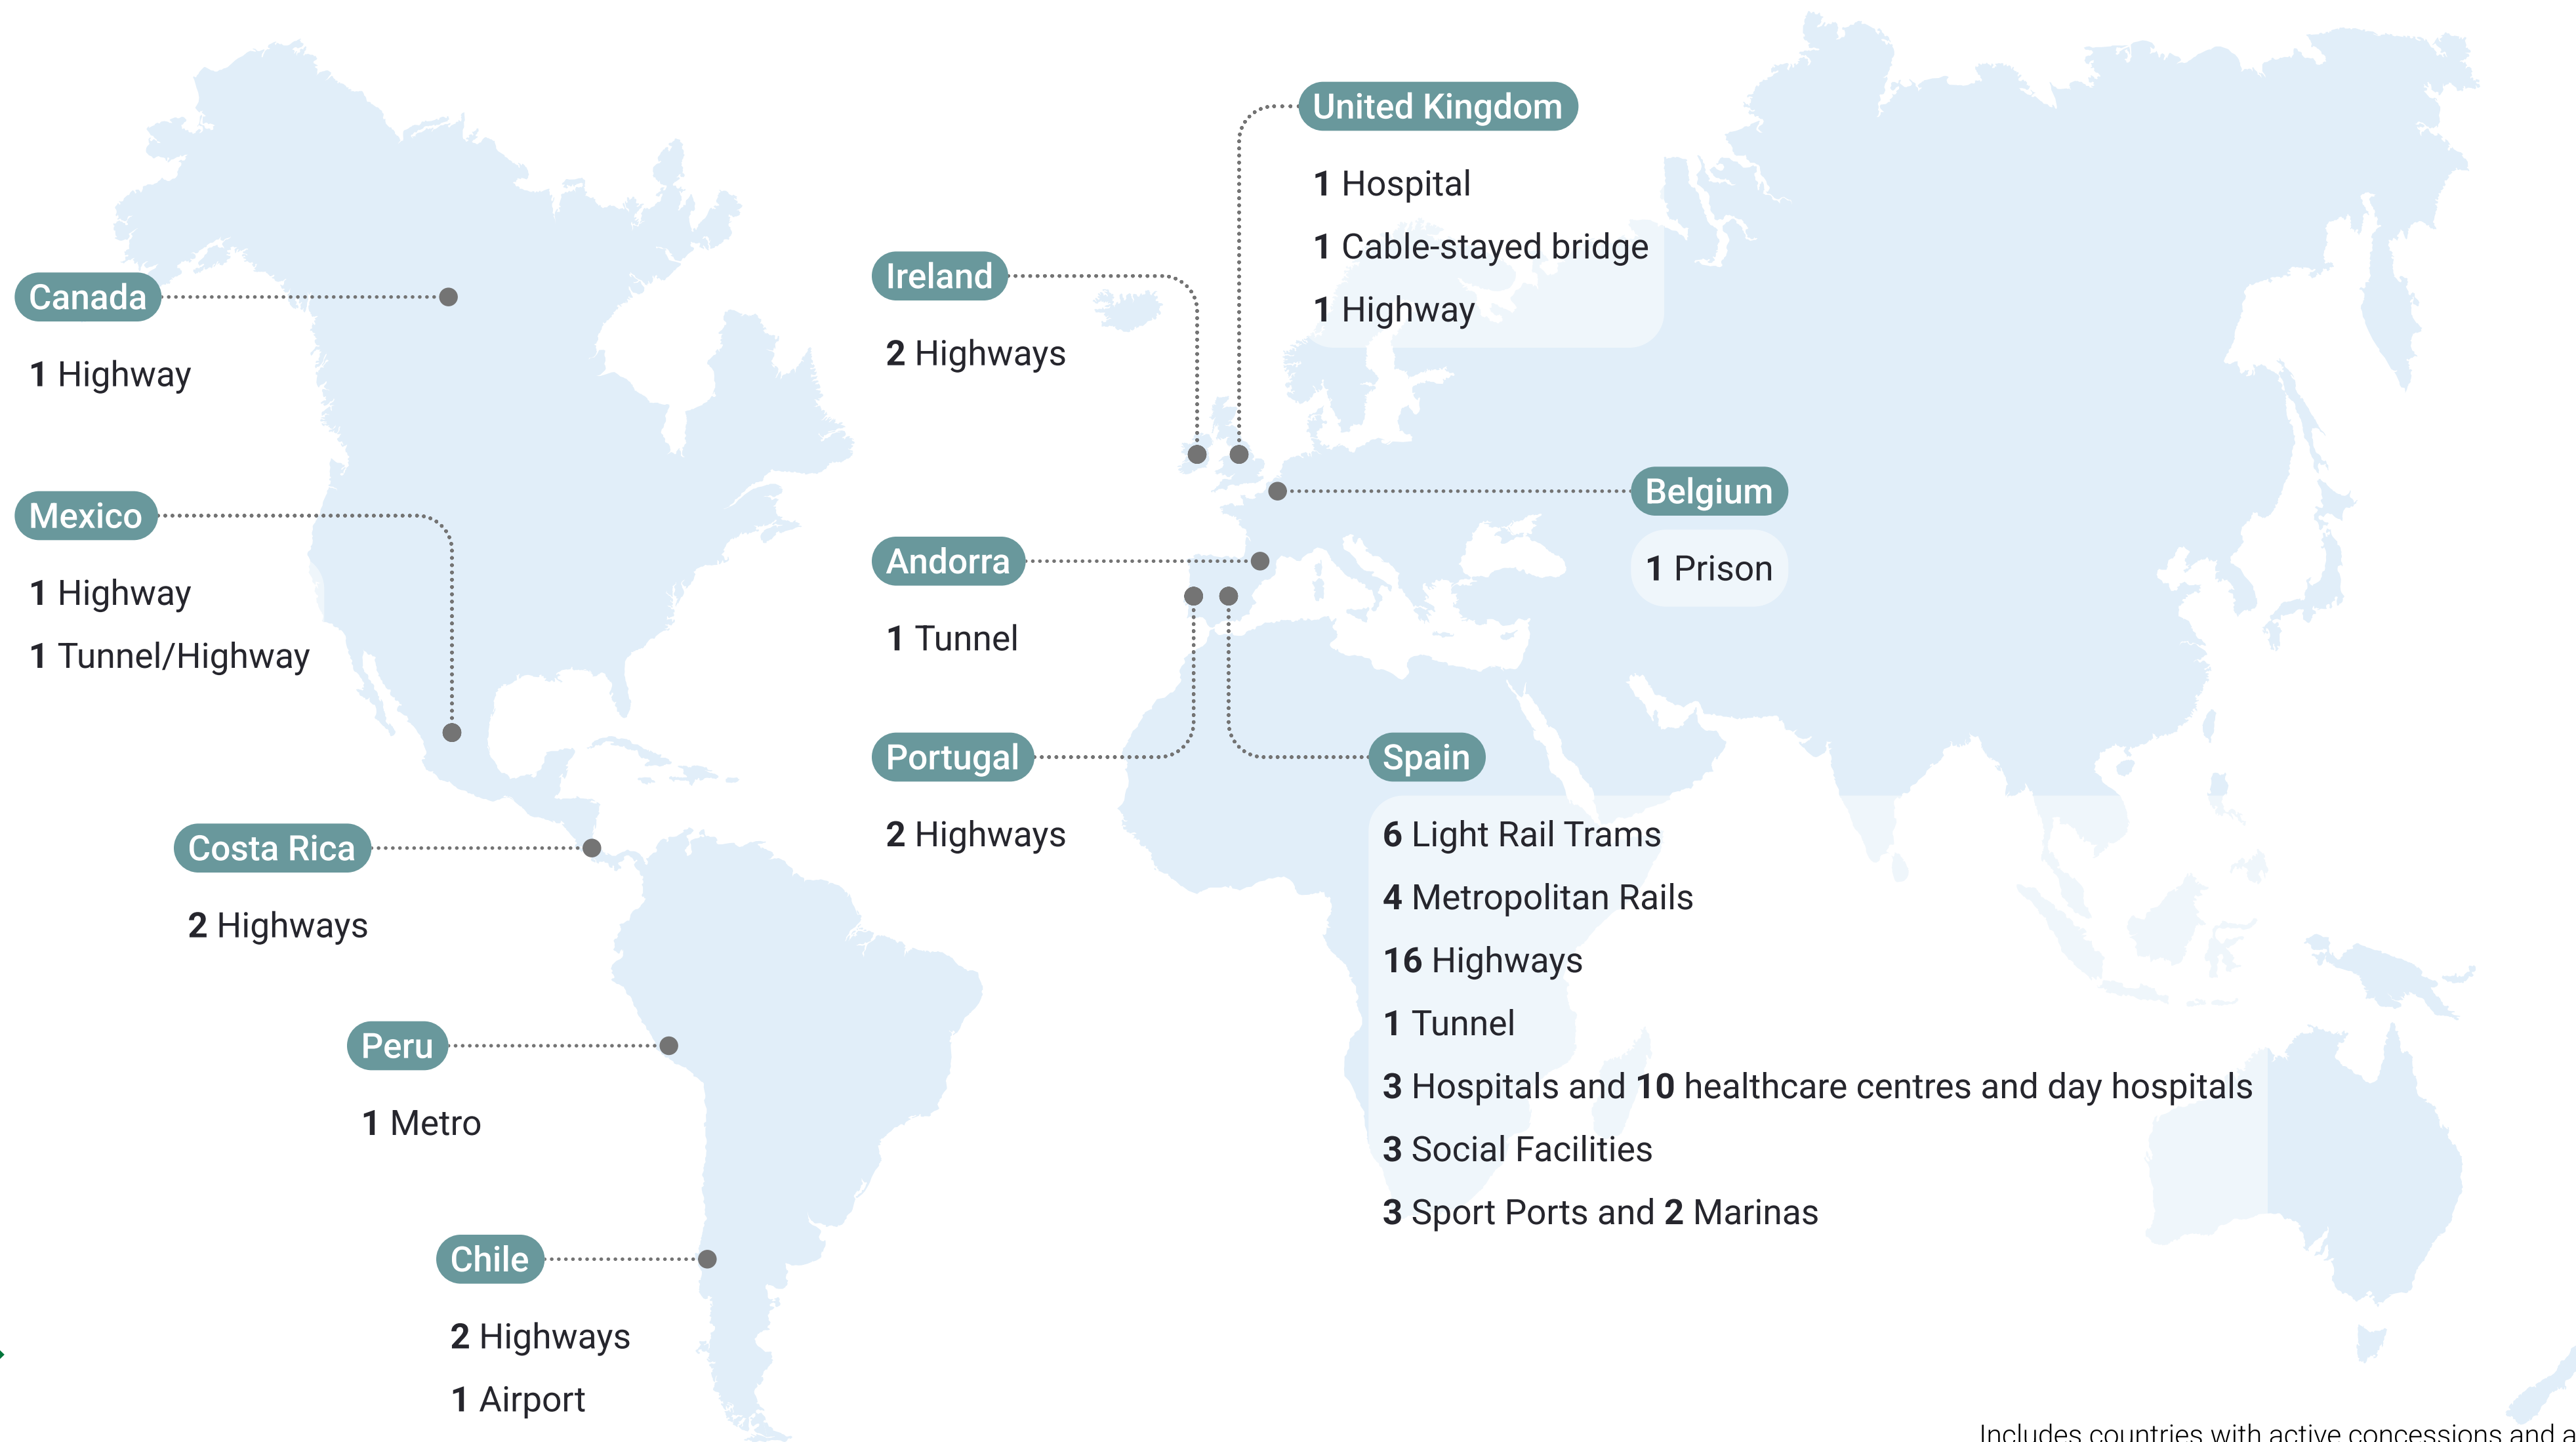 Canada
1 Highway
Mexico
1 Highway
1 Tunnel/Highway
Costa Rica
2 Highways
Peru
1 Metro
Chile
2 Highways
1 Airport
Ireland
2 Highways
United Kingdom
1 Hospital
1 Cable-stayed bridge
1 Highway
Belgium
1 Prison
Andorra
1 Tunnel
Portugal
2 Highways
Spain
6 Light Rail Trams
4 Metropolitan Rails
16 Highways
1 Tunnel
3 Hospitals and 10 healthcare centres and day hospitals
3 Social Facilities
3 Sport Ports and 2 Marinas
Includes countries with active concessions and